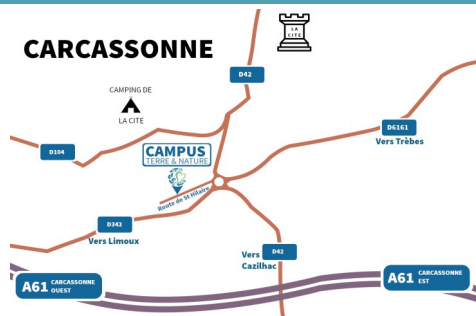 LA
CITE
CARCASSONNE
D42
CAMPING DE
LA CITE
D6161
Vers Trèbes
D104
CAMPUS
TERRE & NATURE
Route de St Hilaire
D342
Vers Limoux
Vers
Cazilhac
D42
A61 CARCASSONNE
OUEST
A61 CARCASSONNE
EST